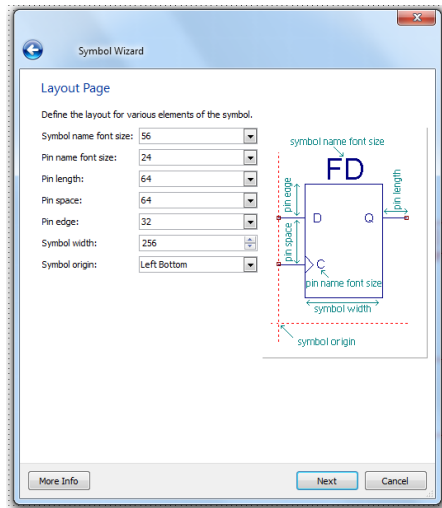 Symbol Wizard
Layout Page
Define the layout for various elements of the symbol.
Symbol name font size: 56
Pin name font size: 24
Pin length: 64
Pin space: 64
Pin edge: 32
Symbol width: 256
Symbol origin: Left Bottom
symbol name font size
FD
pin edge
pin length
D Q
pin space
C
pin name font size
symbol width
symbol origin
More Info Next Cancel